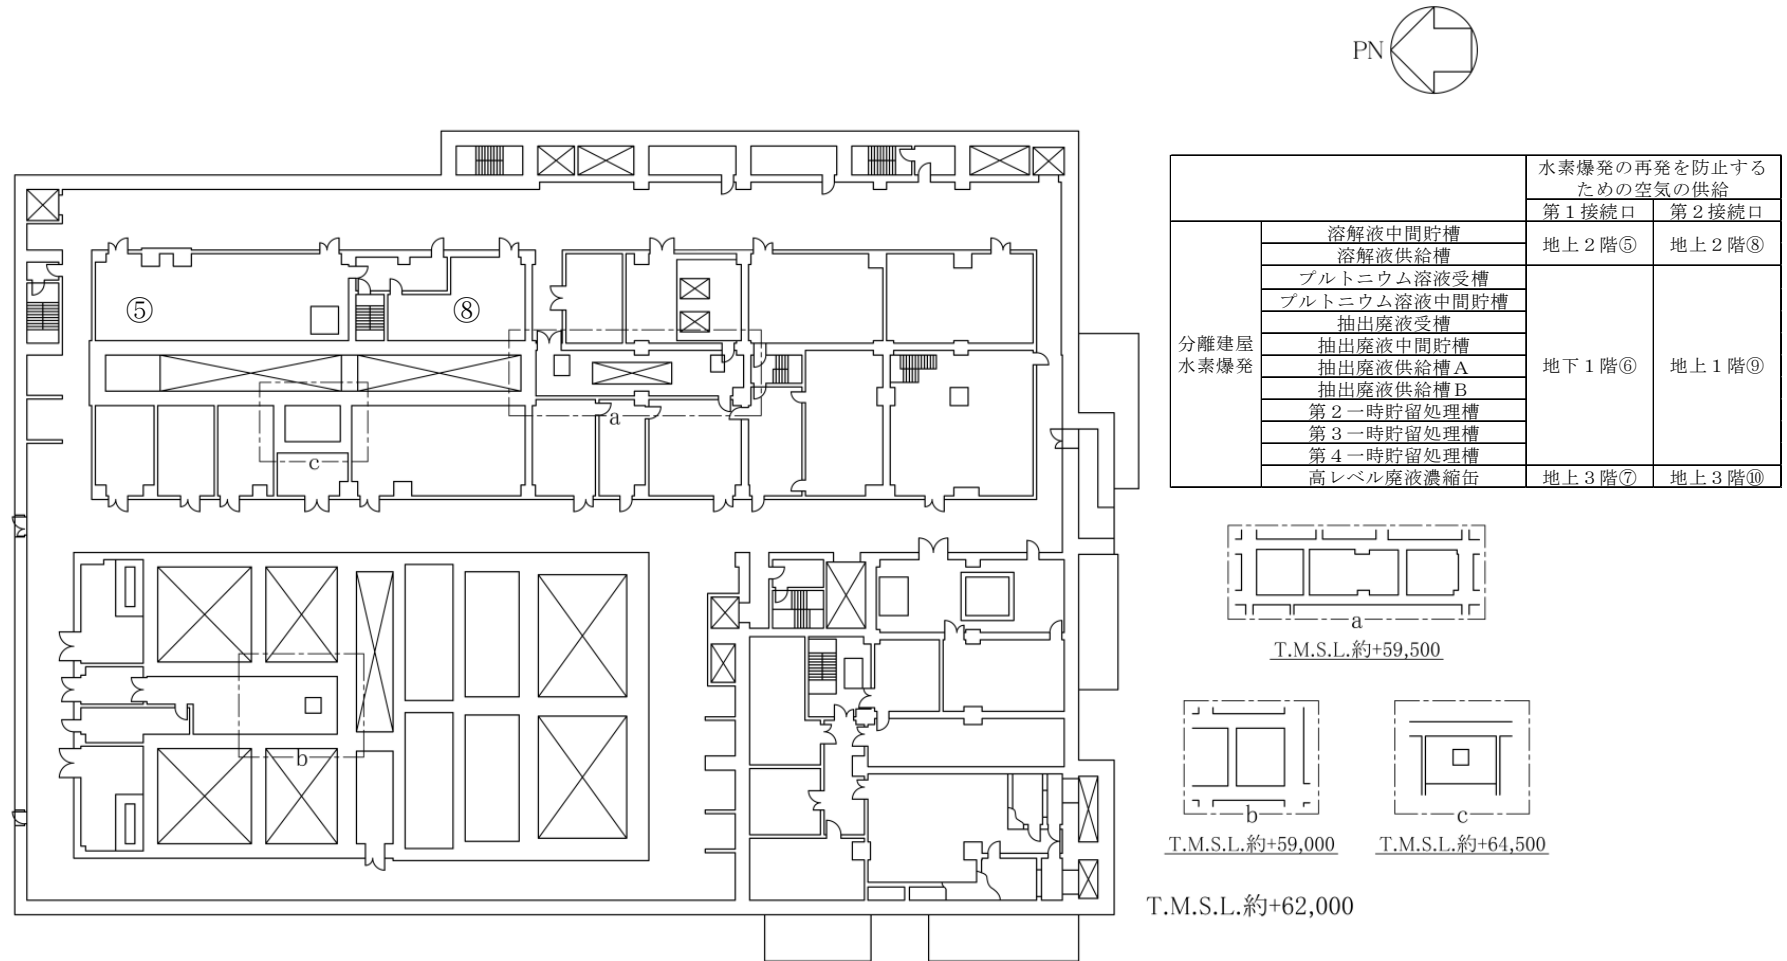 PN
水素爆発の再発を防止する
ための空気の供給
第1接続口 第2接続口
分離建屋
水素爆発
溶解液中間貯槽
溶解液供給槽
地上2階⑤ 地上2階⑧
プルトニウム溶液受槽
プルトニウム溶液中間貯槽
抽出廃液受槽
抽出廃液中間貯槽
抽出廃液供給槽A
抽出廃液供給槽B
第2一時貯留処理槽
第3一時貯留処理槽
第4一時貯留処理槽
地下1階⑥ 地上1階⑨
高レベル廃液濃縮缶 地上3階⑦ 地上3階⑩
⑤
⑧
a
c
b
a
T.M.S.L.約+59,500
b
T.M.S.L.約+59,000
c
T.M.S.L.約+64,500
T.M.S.L.約+62,000